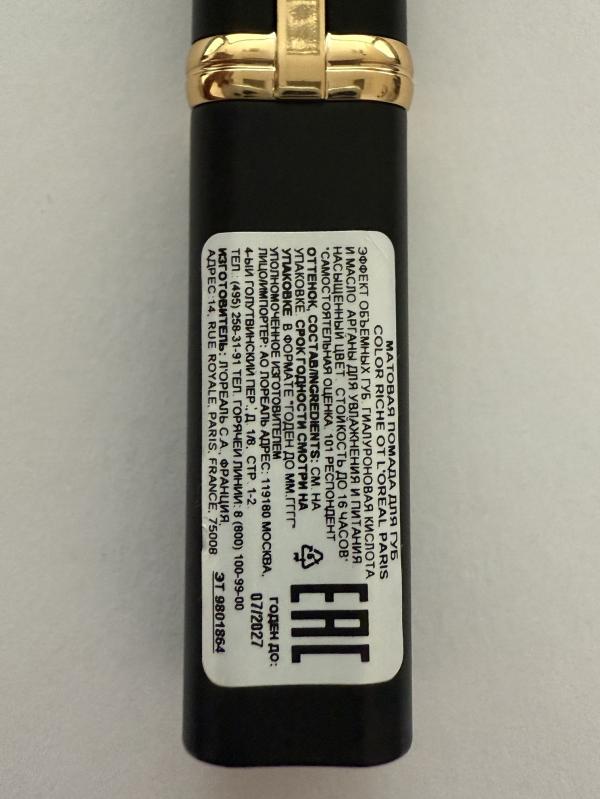 МАТОВАЯ ПОМАДА ДЛЯ ГУБ
COLOR RICHE ОТ L'OREAL PARIS
ЭФФЕКТ ОБЪЕМНЫХ ГУБ. ГИАЛУРОНОВАЯ КИСЛОТА
И МАСЛО АРГАНЫ ДЛЯ УВЛАЖНЕНИЯ И ПИТАНИЯ
НАСЫЩЕННЫЙ ЦВЕТ. СТОЙКОСТЬ ДО 16 ЧАСОВ*
*САМОСТОЯТЕЛЬНАЯ ОЦЕНКА, 101 РЕСПОНДЕНТ
ОТТЕНОК, СОСТАВ/INGREDIENTS: СМ. НА
УПАКОВКЕ. СРОК ГОДНОСТИ СМОТРИ НА
УПАКОВКЕ В ФОРМАТЕ "ГОДЕН ДО ММ.ГГГГ"
УПОЛНОМОЧЕННОЕ ИЗГОТОВИТЕЛЕМ
ЛИЦО/ИМПОРТЕР: АО ЛОРЕАЛЬ АДРЕС: 119180 МОСКВА,
4-ЫЙ ГОЛУТВИНСКИЙ ПЕР., Д. 1/8, СТР. 1-2.
ТЕЛ.: (495) 258-31-91 ТЕЛ. ГОРЯЧЕЙ ЛИНИИ: 8 (800) 100-99-00
ИЗГОТОВИТЕЛЬ: Л'ОРЕАЛЬ С.А., ФРАНЦИЯ,
АДРЕС:14, RUE ROYALE, PARIS, FRANCE, 75008
EAC
ГОДЕН ДО:
07/2027
ЭТ 9801864